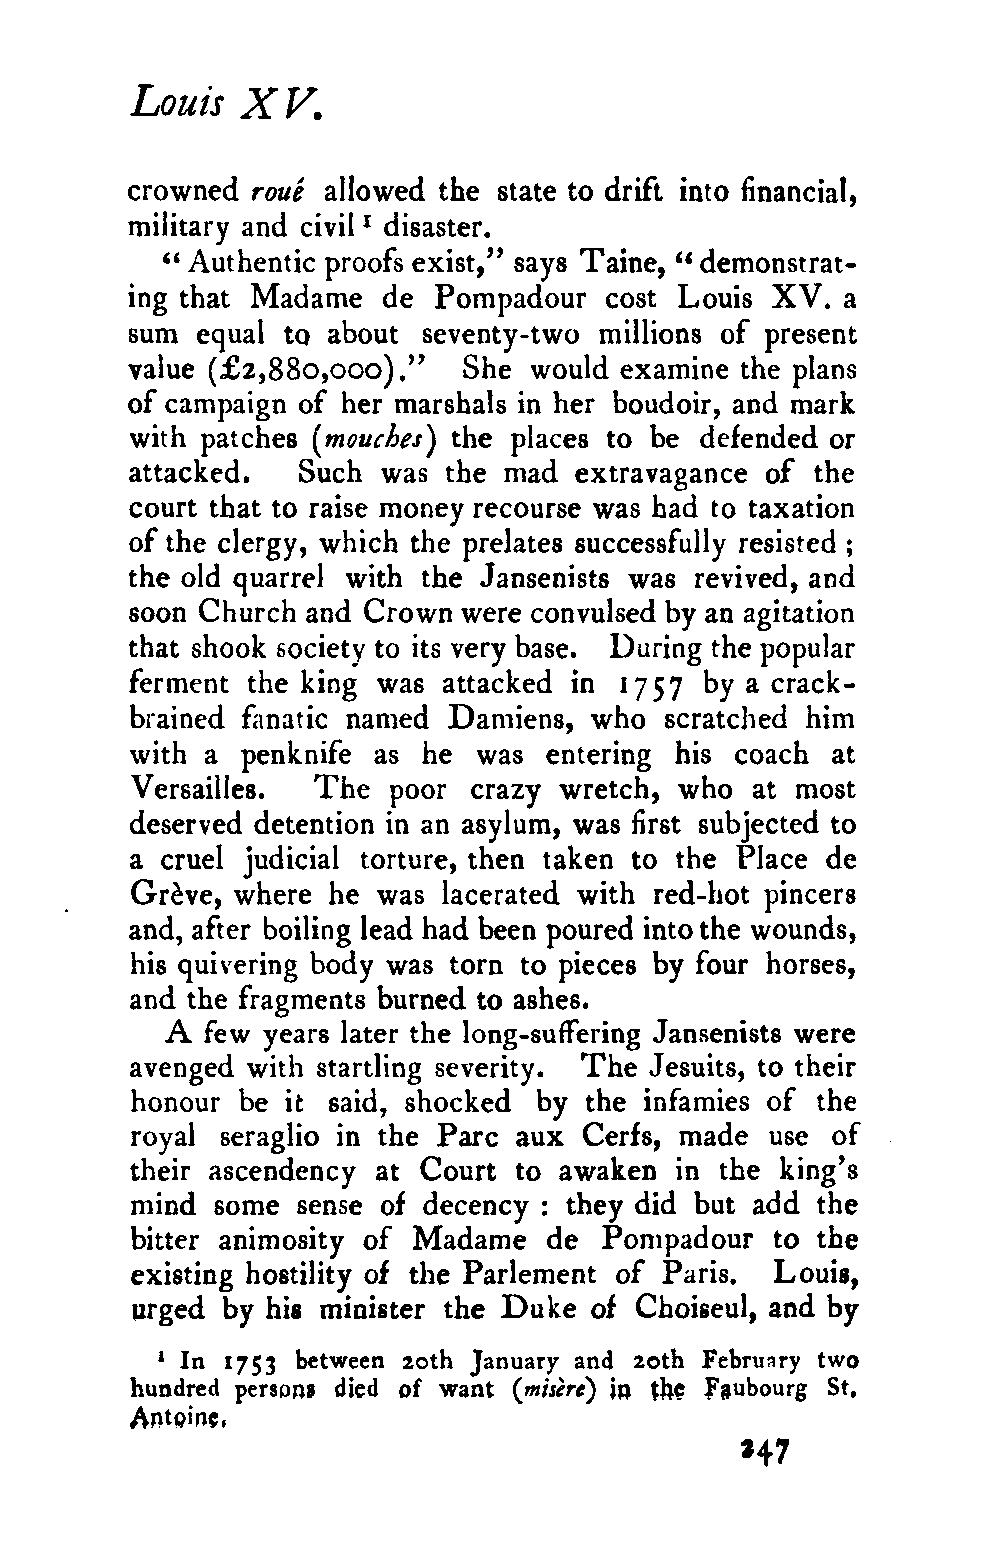 Louis XV.
crowned roué allowed the state to drift into financial,
military and civil ¹ disaster.
“ Authentic proofs exist,” says Taine, “ demonstrat-
ing that Madame de Pompadour cost Louis XV. a
sum equal to about seventy-two millions of present
value (£2,880,000).” She would examine the plans
of campaign of her marshals in her boudoir, and mark
with patches (mouches) the places to be defended or
attacked. Such was the mad extravagance of the
court that to raise money recourse was had to taxation
of the clergy, which the prelates successfully resisted ;
the old quarrel with the Jansenists was revived, and
soon Church and Crown were convulsed by an agitation
that shook society to its very base. During the popular
ferment the king was attacked in 1757 by a crack-
brained fanatic named Damiens, who scratched him
with a penknife as he was entering his coach at
Versailles. The poor crazy wretch, who at most
deserved detention in an asylum, was first subjected to
a cruel judicial torture, then taken to the Place de
Grève, where he was lacerated with red-hot pincers
and, after boiling lead had been poured into the wounds,
his quivering body was torn to pieces by four horses,
and the fragments burned to ashes.
A few years later the long-suffering Jansenists were
avenged with startling severity. The Jesuits, to their
honour be it said, shocked by the infamies of the
royal seraglio in the Parc aux Cerfs, made use of
their ascendency at Court to awaken in the king’s
mind some sense of decency : they did but add the
bitter animosity of Madame de Pompadour to the
existing hostility of the Parlement of Paris. Louis,
urged by his minister the Duke of Choiseul, and by
¹ In 1753 between 20th January and 20th February two
hundred persons died of want (misère) in the Faubourg St.
Antoine.
247